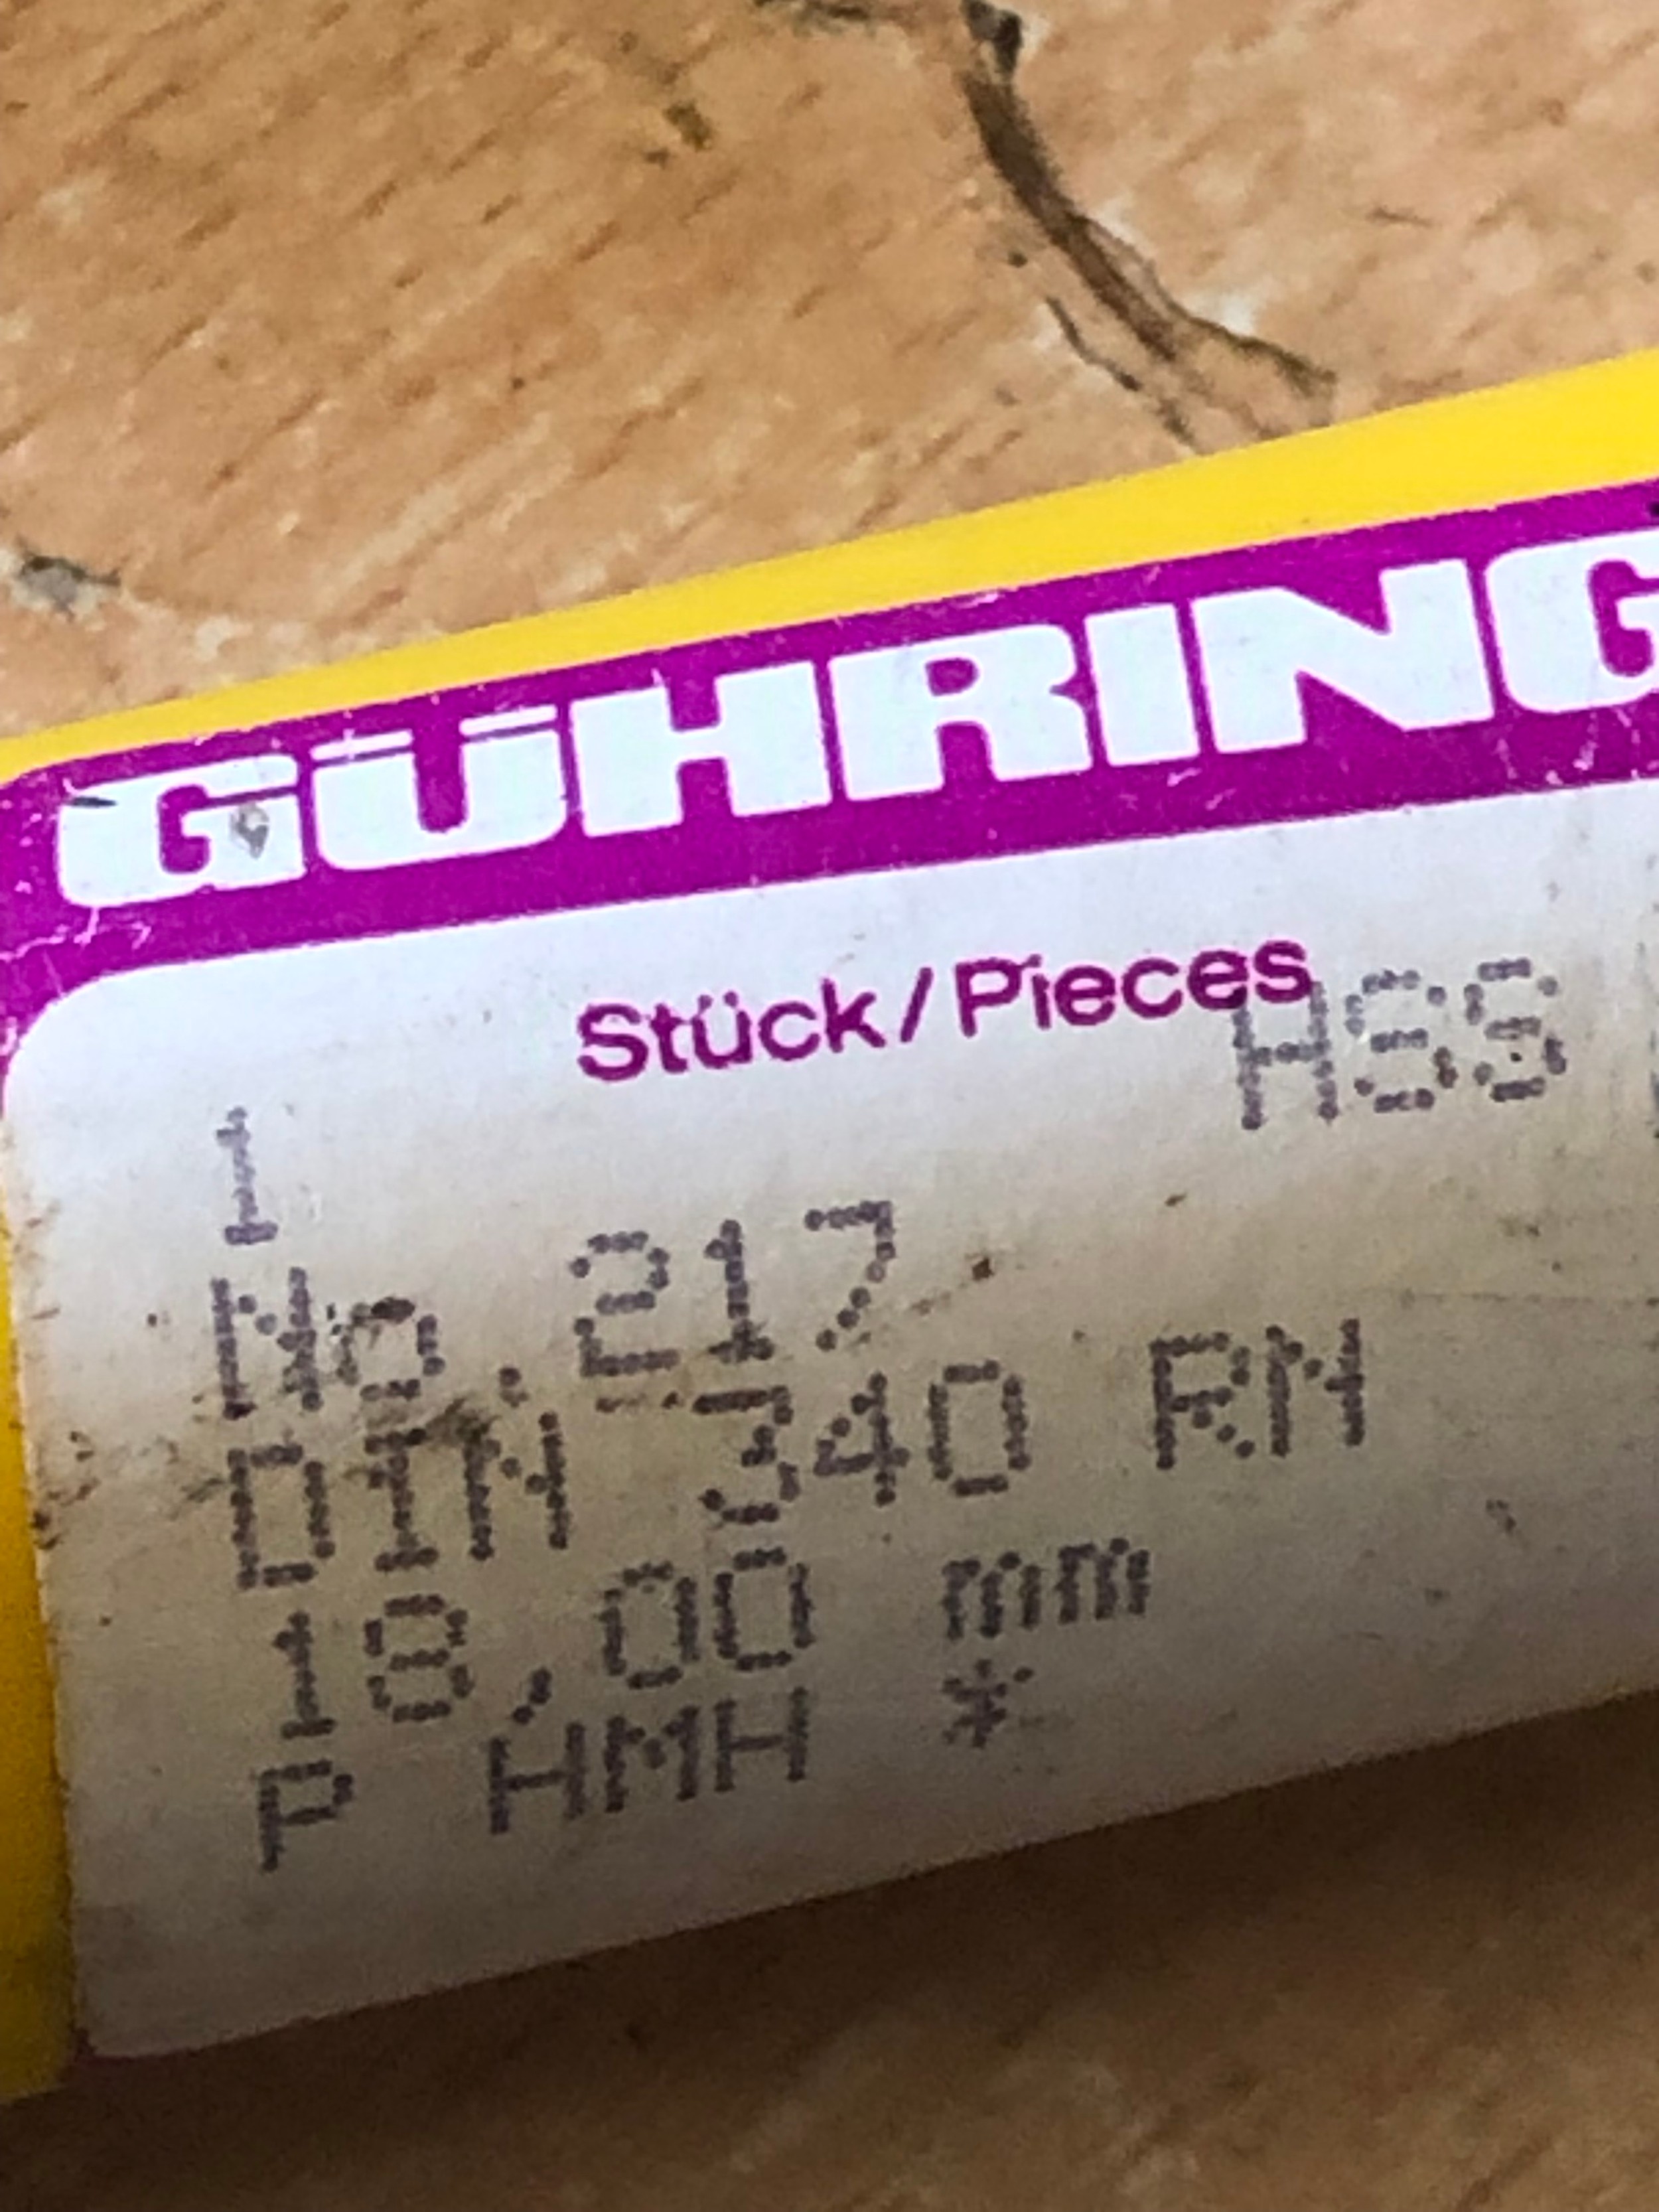 GÜHRING
Stück/Pieces
HSS
1
No.217
DIN 340 RN
18,00 mm
P HMH *